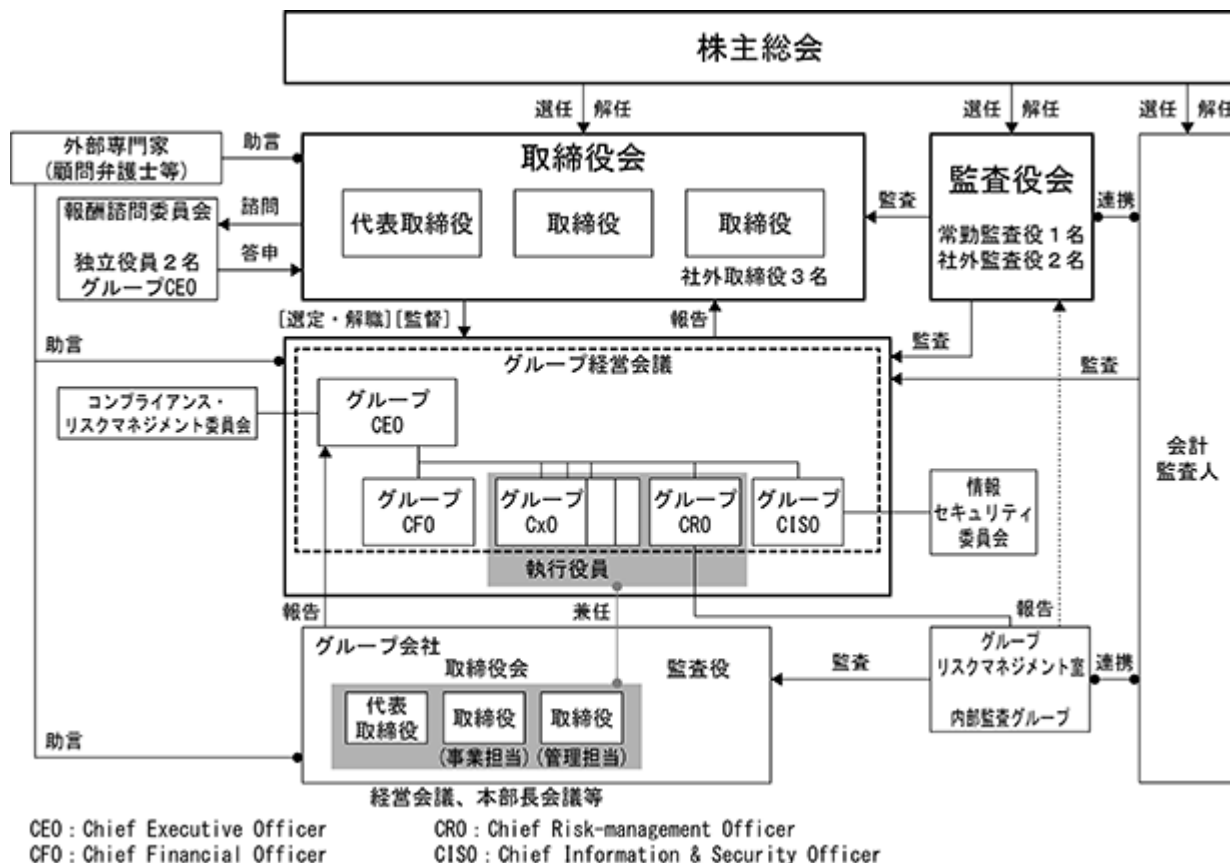 株主総会
選任 解任
選任 解任
選任 解任
外部専門家
(顧問弁護士等)
助言
取締役会
代表取締役
取締役
取締役
社外取締役3名
監査役会
常勤監査役1名
社外監査役2名
監査
連携
報酬諮問委員会
独立役員2名
グループCEO
諮問
答申
[選定・解職][監督]
報告
監査
監査
助言
グループ経営会議
コンプライアンス・
リスクマネジメント委員会
グループ
CEO
グループ
CFO
グループ
CxO
グループ
CRO
グループ
CISO
執行役員
情報
セキュリティ
委員会
会計
監査人
報告
兼任
報告
グループ会社
取締役会
監査役
代表
取締役
取締役
(事業担当)
取締役
(管理担当)
監査
グループ
リスクマネジメント室
内部監査グループ
連携
助言
経営会議、本部長会議等
CEO:Chief Executive Officer
CRO:Chief Risk-management Officer
CFO:Chief Financial Officer
CISO:Chief Information & Security Officer